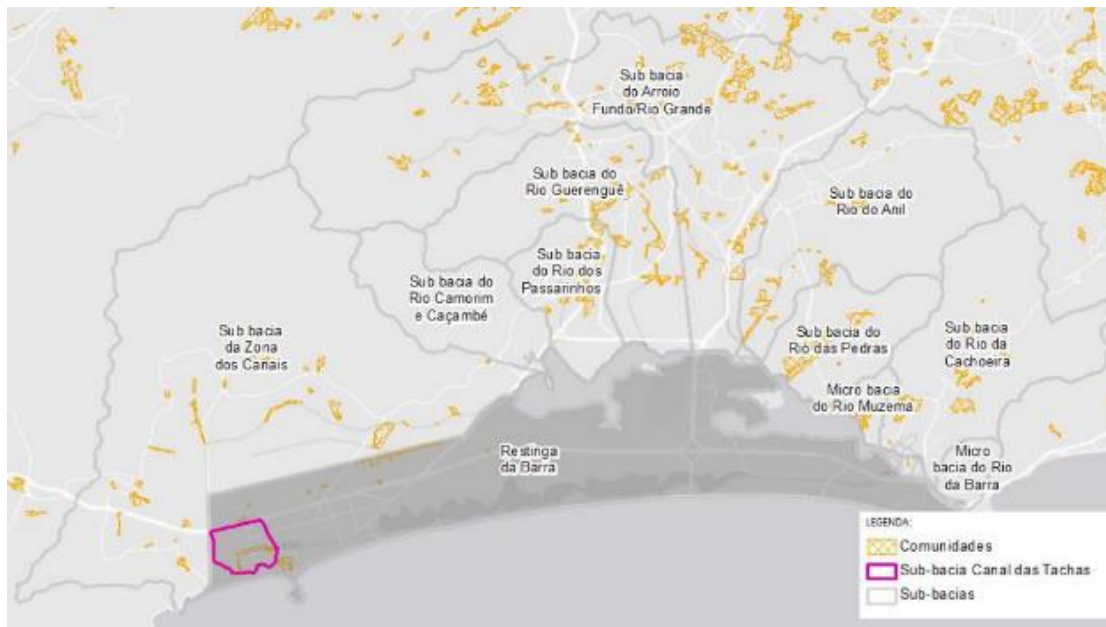 Sub bacia
do Arroio
Fundo/Rio Grande
Sub bacia do
Rio Guerenguê
Sub bacia do
Rio do Anil
Sub bacia
do Rio dos
Passarinhos
Sub bacia do
Rio Camorim
e Caçambé
Sub bacia
da Zona
dos Canais
Sub bacia do
Rio das Pedras
Sub bacia
do Rio da
Cachoeira
Micro bacia
do Rio Muzema
Restinga
da Barra
Micro
bacia do Rio
da Barra
LEGENDA:
Comunidades
Sub-bacia Canal das Tachas
Sub-bacias